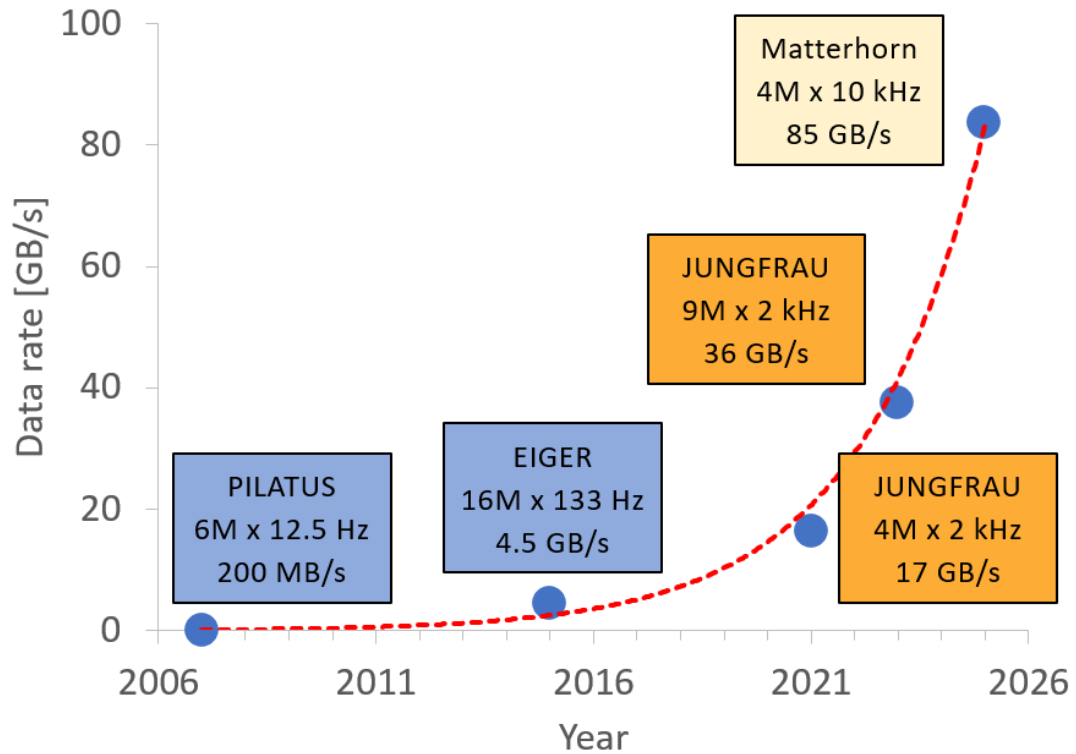 100
80
60
40
20
0
Data rate [GB/s]
Matterhorn
4M x 10 kHz
85 GB/s
JUNGFRAU
9M x 2 kHz
36 GB/s
EIGER
16M x 133 Hz
4.5 GB/s
PILATUS
6M x 12.5 Hz
200 MB/s
JUNGFRAU
4M x 2 kHz
17 GB/s
2006
2011
2016
2021
2026
Year